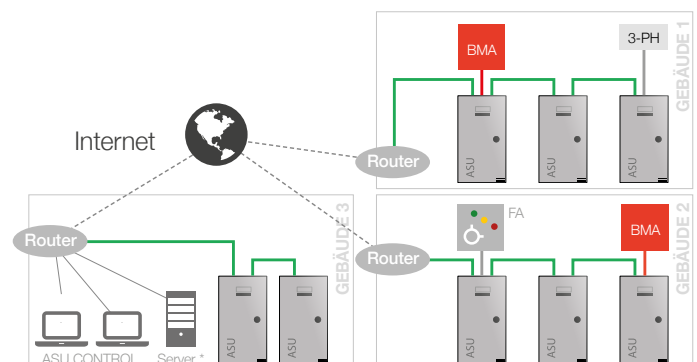 BMA
3-PH
GEBÄUDE 1
Internet
ASU
ASU
ASU
Router
GEBÄUDE 3
FA
GEBÄUDE 2
BMA
Router
Router
ASU
ASU
ASU
ASU
ASU
ASU CONTROL
Server *